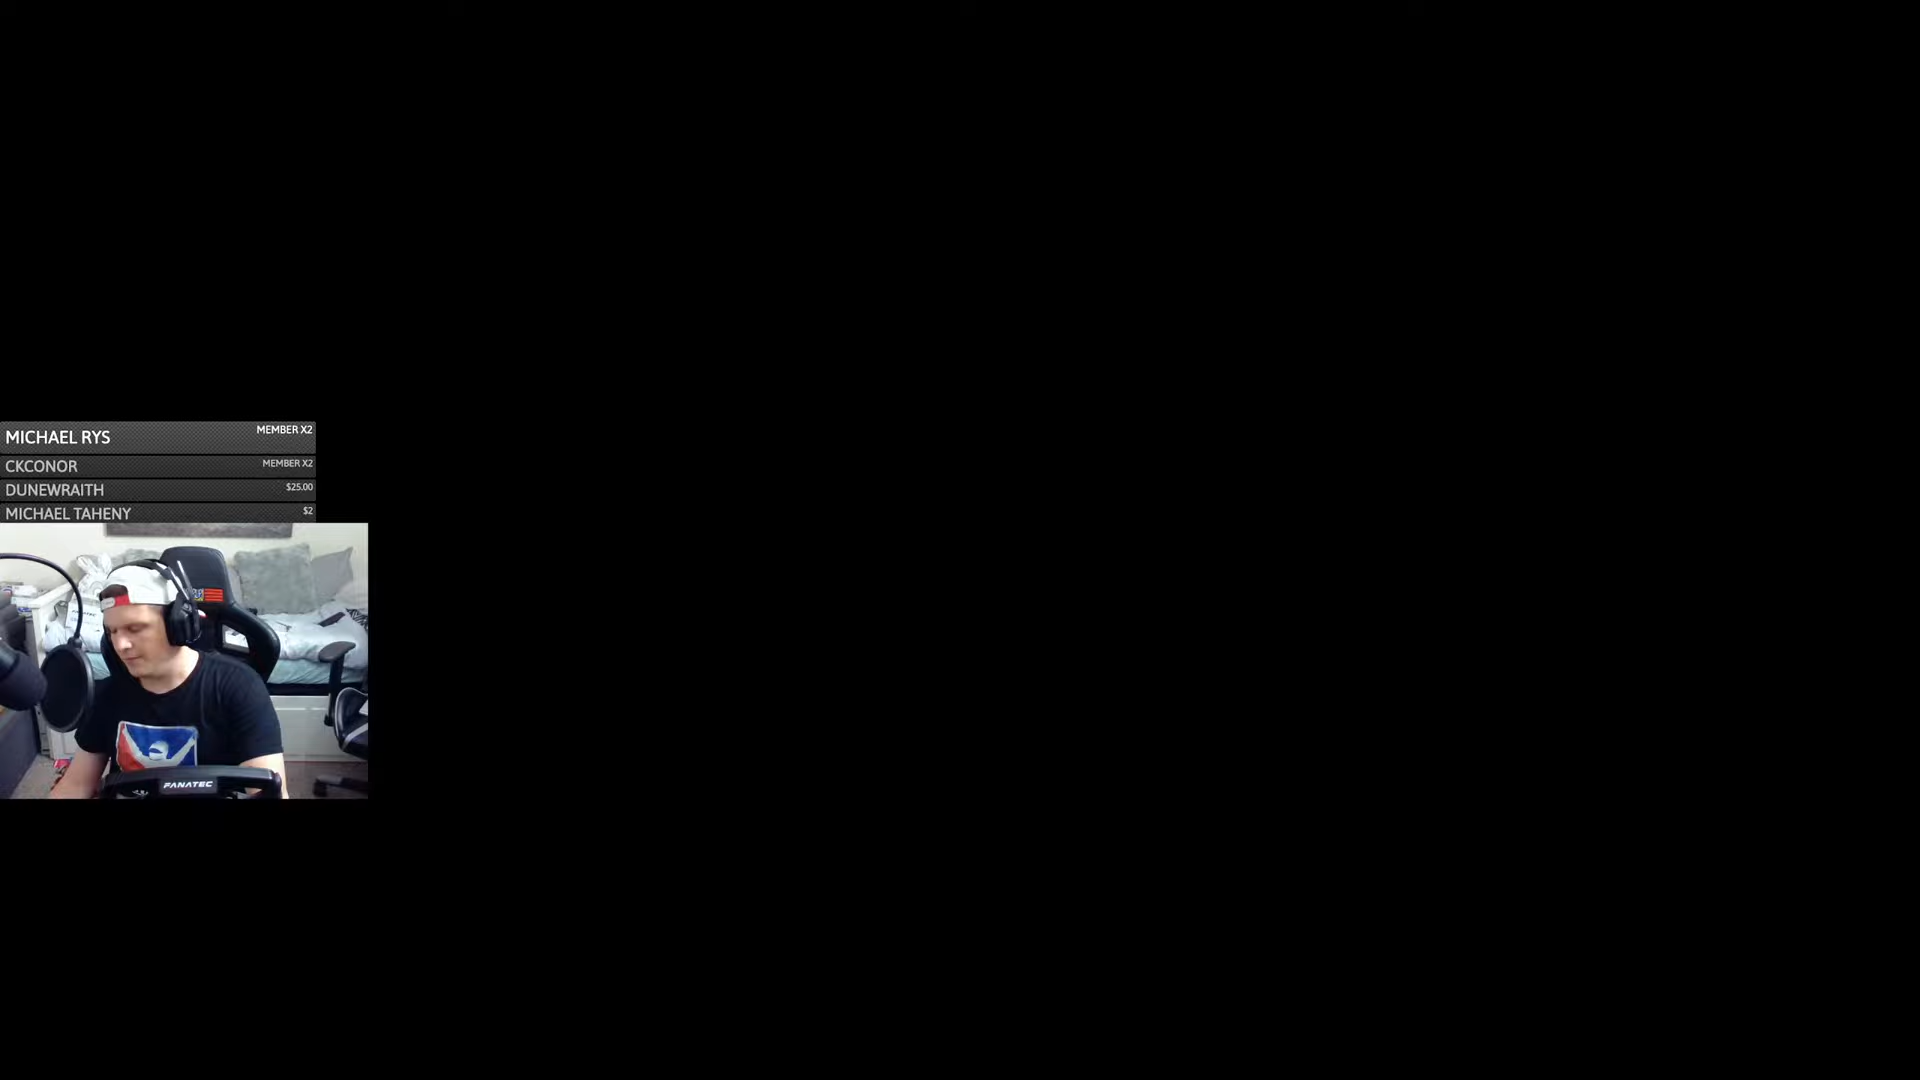 MICHAEL RYS MEMBER X2
CKCONOR MEMBER X2
DUNEWRAITH $25.00
MICHAEL TAHENY $2
FANATEC